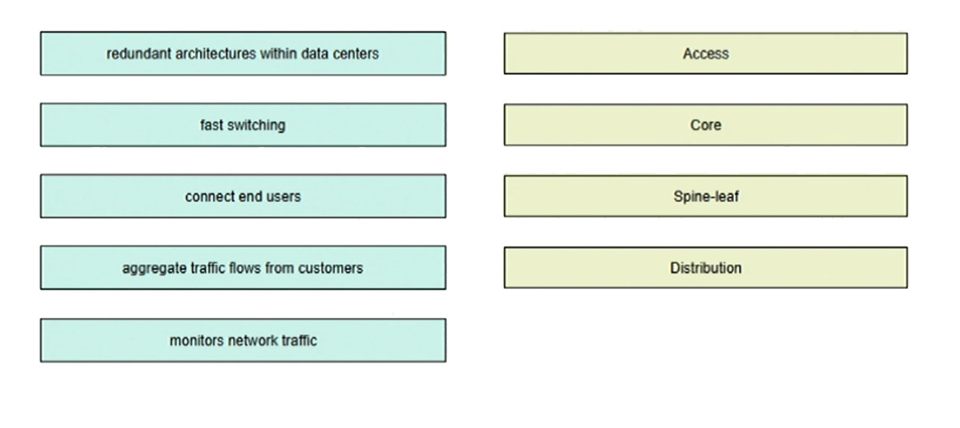 redundant architectures within data centers
Access
fast switching
Core
connect end users
Spine-leaf
aggregate traffic flows from customers
Distribution
monitors network traffic